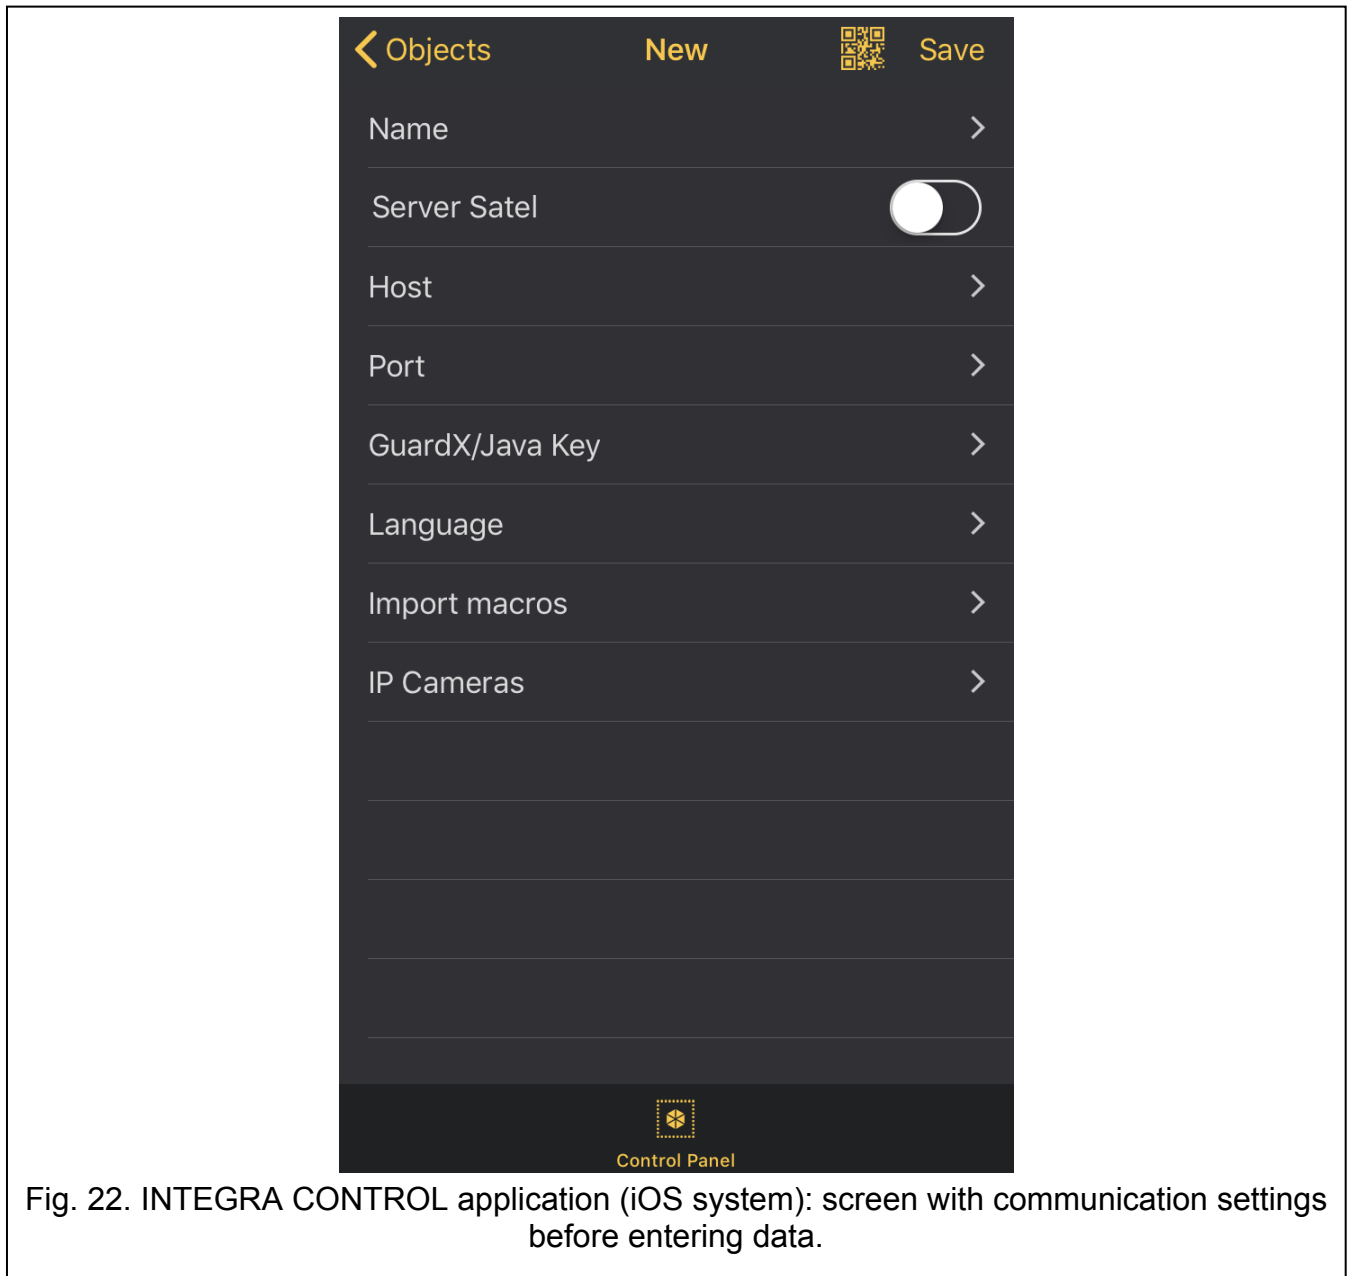 Objects New Save
Name
Server Satel
Host
Port
GuardX/Java Key
Language
Import macros
IP Cameras
Control Panel
Fig. 22. INTEGRA CONTROL application (iOS system): screen with communication settings
before entering data.